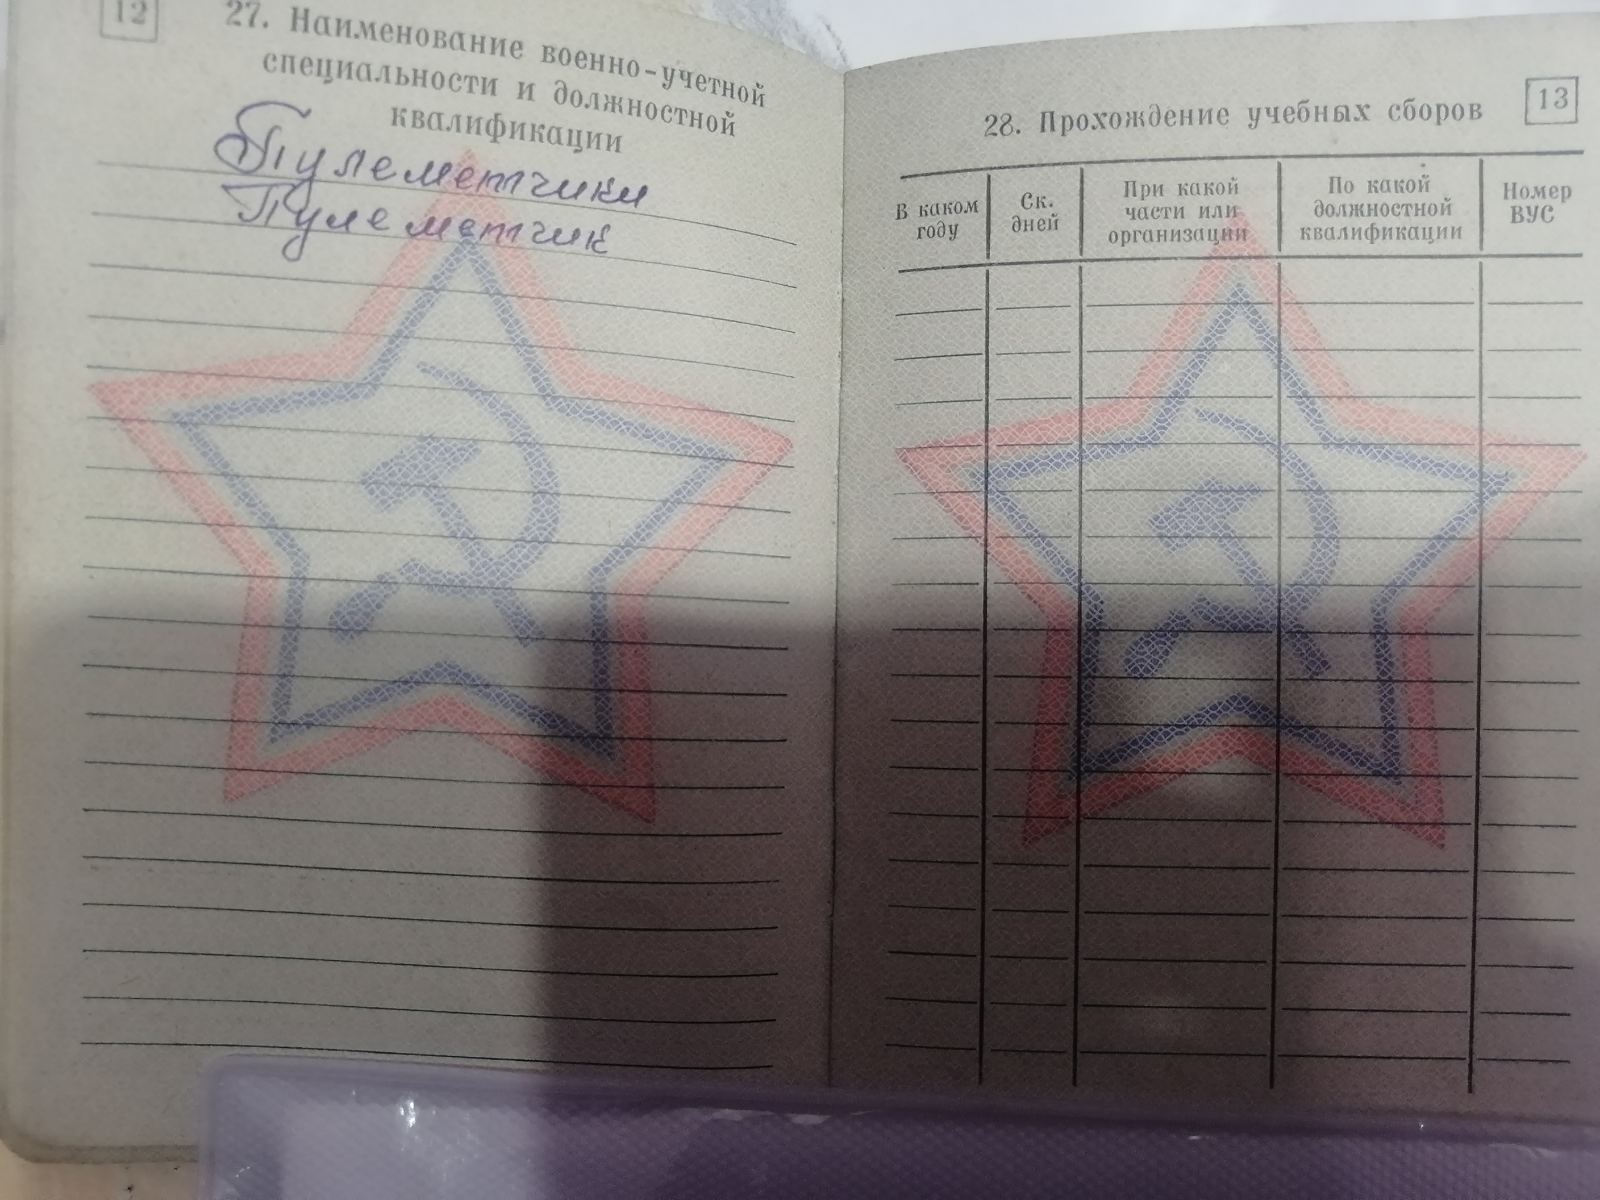 12
27. Наименование военно-учетной
специальности и должностной
квалификации
Пулеметчики
Пулеметчик
13
28. Прохождение учебных сборов
В каком
году
Ск.
дней
При какой
части или
организации
По какой
должностной
квалификации
Номер
ВУС